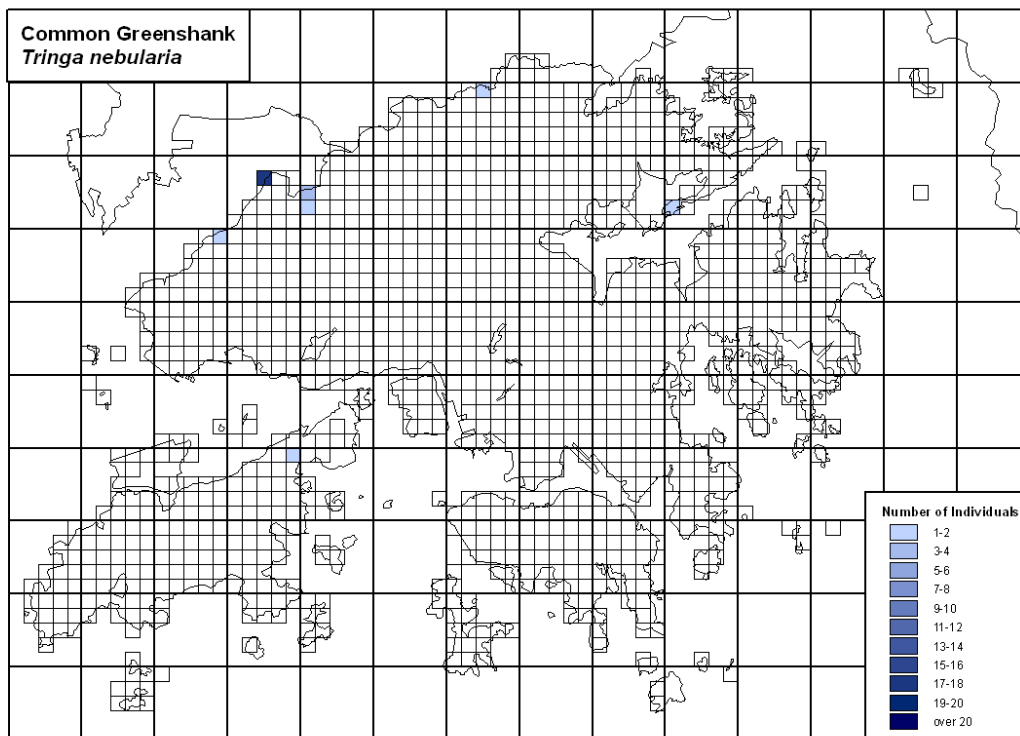 Common Greenshank
Tringa nebularia
Number of Individuals
1-2
3-4
5-6
7-8
9-10
11-12
13-14
15-16
17-18
19-20
over 20